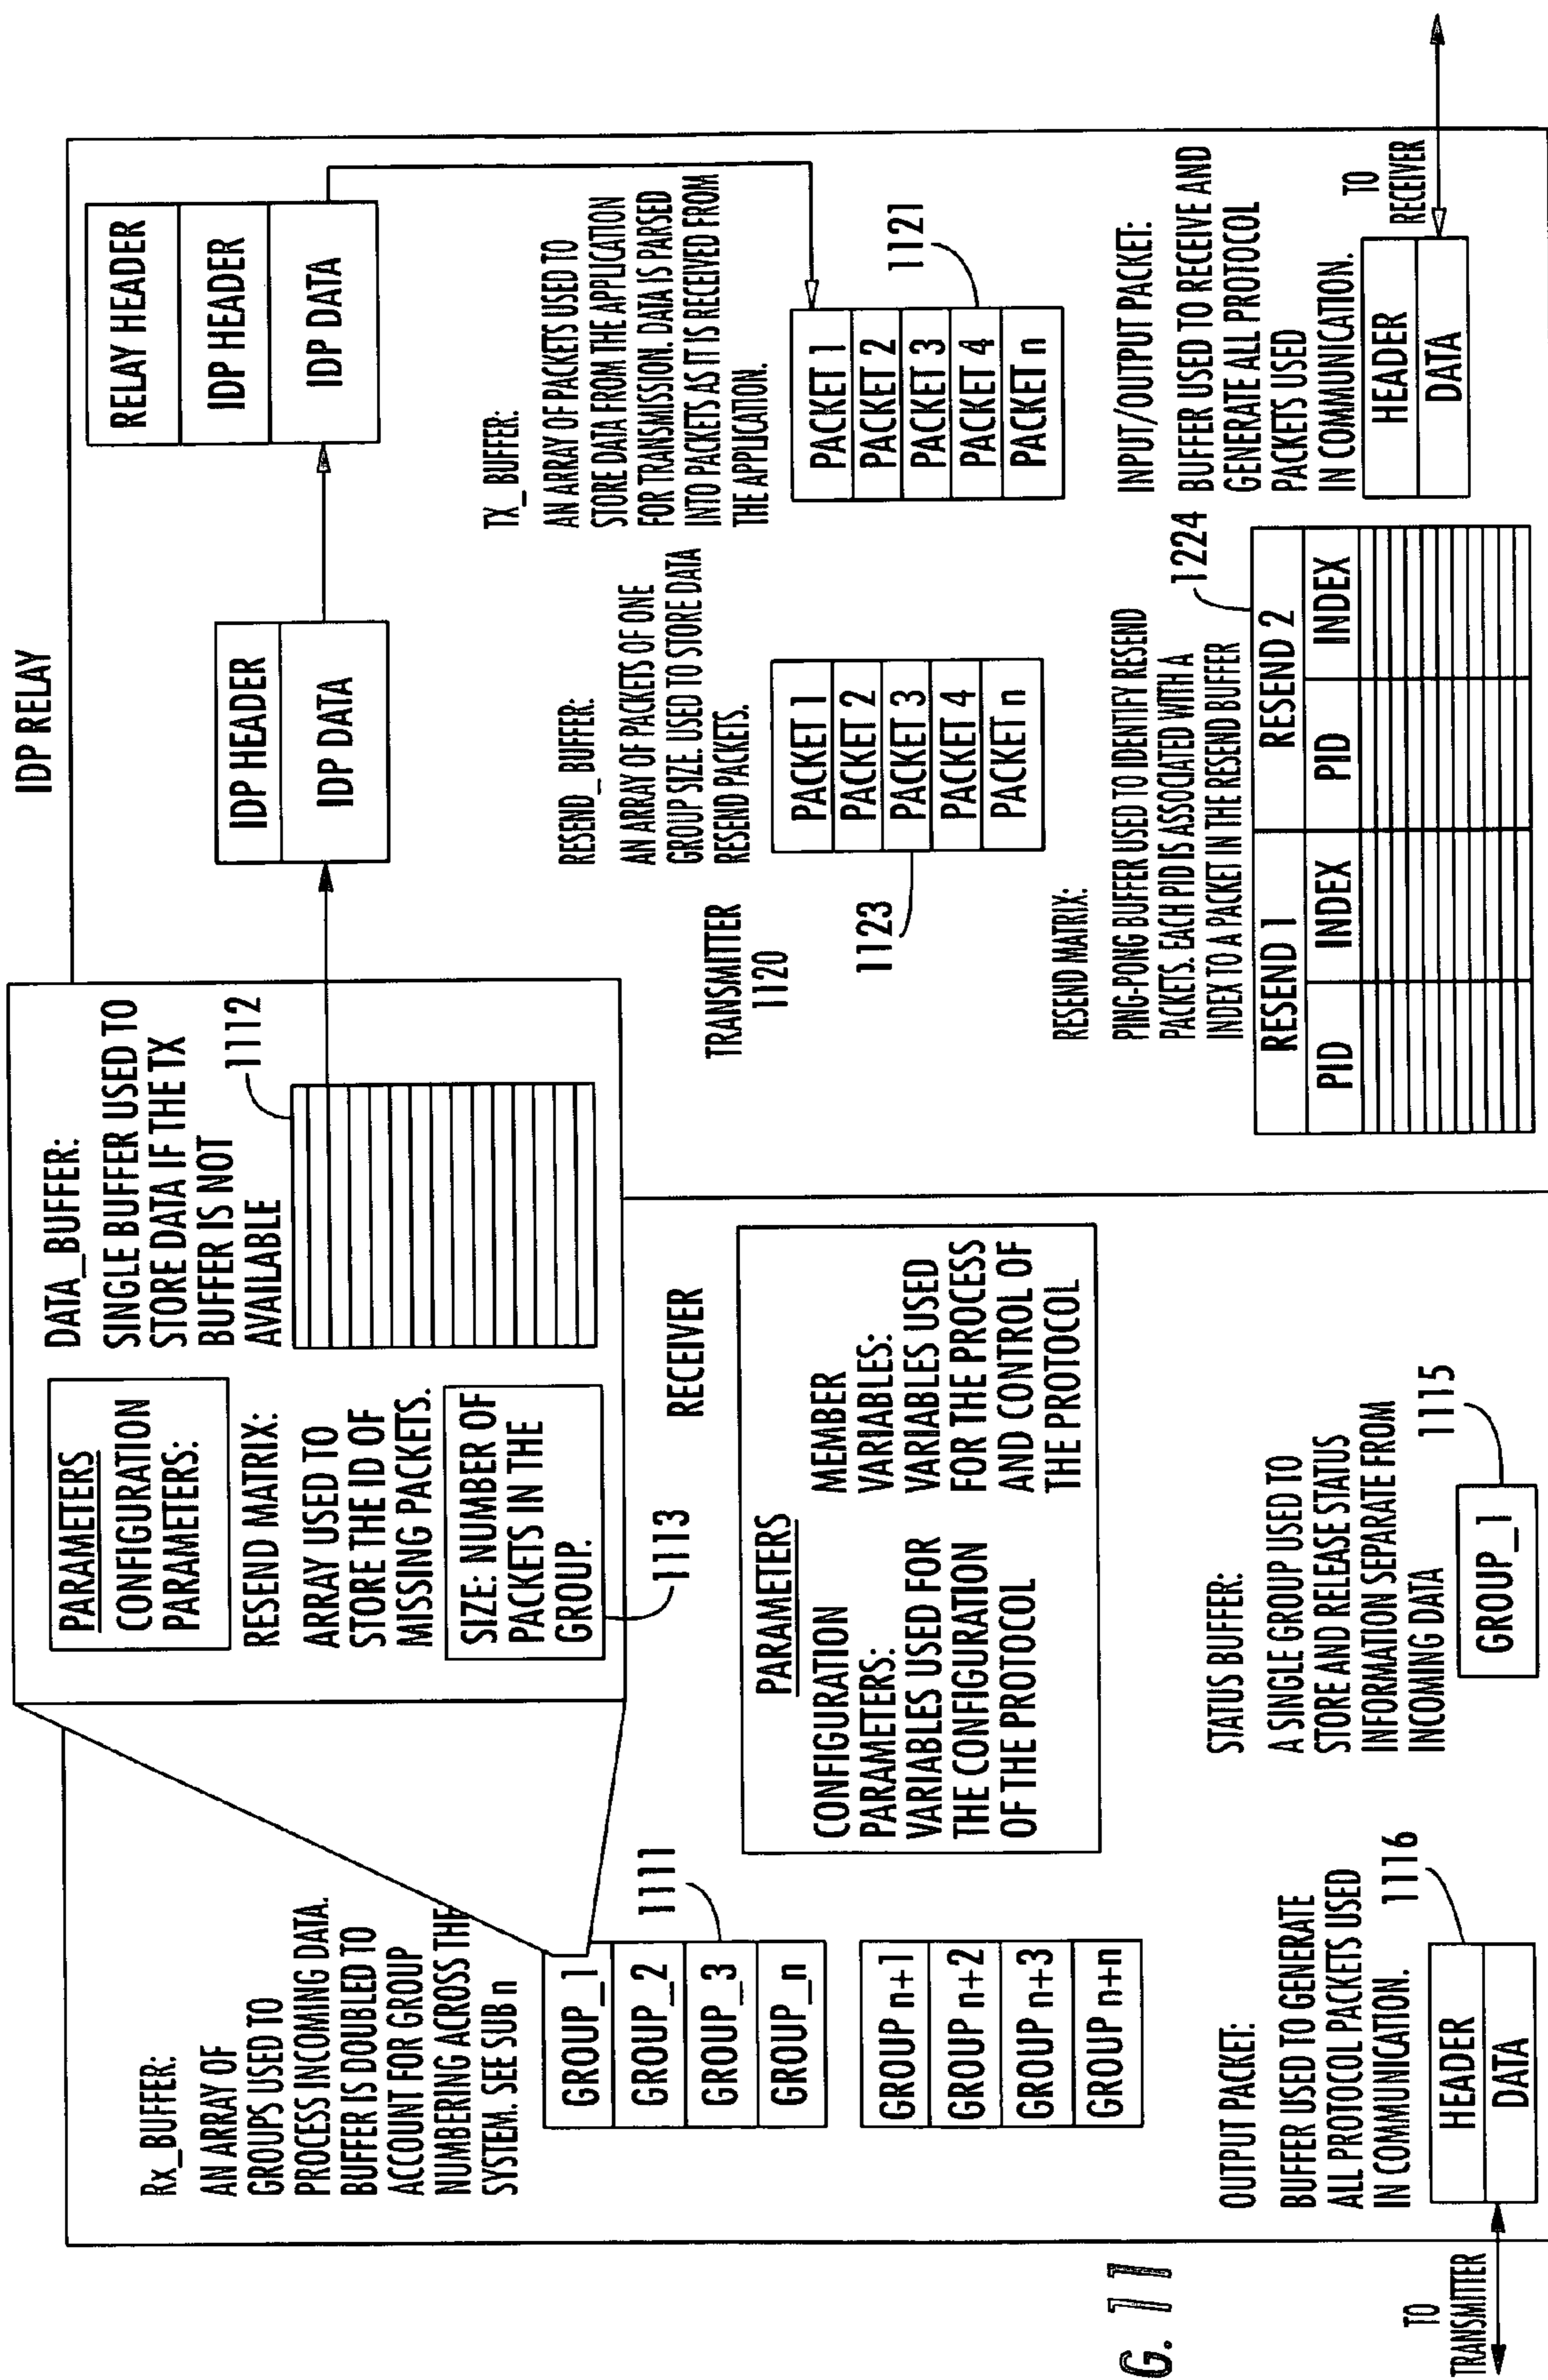 IDP RELAY
Rx_BUFFER:
AN ARRAY OF
GROUPS USED TO
PROCESS INCOMING DATA.
BUFFER IS DOUBLED TO
ACCOUNT FOR GROUP
NUMBERING ACROSS THE
SYSTEM. SEE SUB n
GROUP_1
GROUP_2
GROUP_3
GROUP_n
1111
GROUP n+1
GROUP n+2
GROUP n+3
GROUP n+n
PARAMETERS
CONFIGURATION
PARAMETERS:
RESEND MATRIX:
ARRAY USED TO
STORE THE ID OF
MISSING PACKETS.
SIZE: NUMBER OF
PACKETS IN THE
GROUP.
1113
DATA_BUFFER:
SINGLE BUFFER USED TO
STORE DATA IF THE TX
BUFFER IS NOT
AVAILABLE
1112
RECEIVER
PARAMETERS
CONFIGURATION
PARAMETERS:
VARIABLES USED FOR
THE CONFIGURATION
OF THE PROTOCOL
MEMBER
VARIABLES:
VARIABLES USED
FOR THE PROCESS
AND CONTROL OF
THE PROTOCOL
OUTPUT PACKET:
BUFFER USED TO GENERATE
ALL PROTOCOL PACKETS USED
IN COMMUNICATION.
1116
HEADER
DATA
TO
TRANSMITTER
STATUS BUFFER:
A SINGLE GROUP USED TO
STORE AND RELEASE STATUS
INFORMATION SEPARATE FROM
INCOMING DATA
1115
GROUP_1
IDP HEADER
IDP DATA
RELAY HEADER
IDP HEADER
IDP DATA
TRANSMITTER
1120
RESEND_BUFFER:
AN ARRAY OF PACKETS OF ONE
GROUP SIZE. USED TO STORE DATA
RESEND PACKETS.
PACKET 1
PACKET 2
PACKET 3
PACKET 4
PACKET n
1123
TX_BUFFER:
AN ARRAY OF PACKETS USED TO
STORE DATA FROM THE APPLICATION
FOR TRANSMISSION. DATA IS PARSED
INTO PACKETS AS IT IS RECEIVED FROM
THE APPLICATION.
PACKET 1
PACKET 2
PACKET 3
PACKET 4
PACKET n
1121
RESEND MATRIX:
PING-PONG BUFFER USED TO IDENTIFY RESEND
PACKETS. EACH PID IS ASSOCIATED WITH A
INDEX TO A PACKET IN THE RESEND BUFFER
1224
RESEND 1
RESEND 2
PID
INDEX
PID
INDEX
INPUT/OUTPUT PACKET:
BUFFER USED TO RECEIVE AND
GENERATE ALL PROTOCOL
PACKETS USED
IN COMMUNICATION.
HEADER
DATA
TO
RECEIVER
G. 11